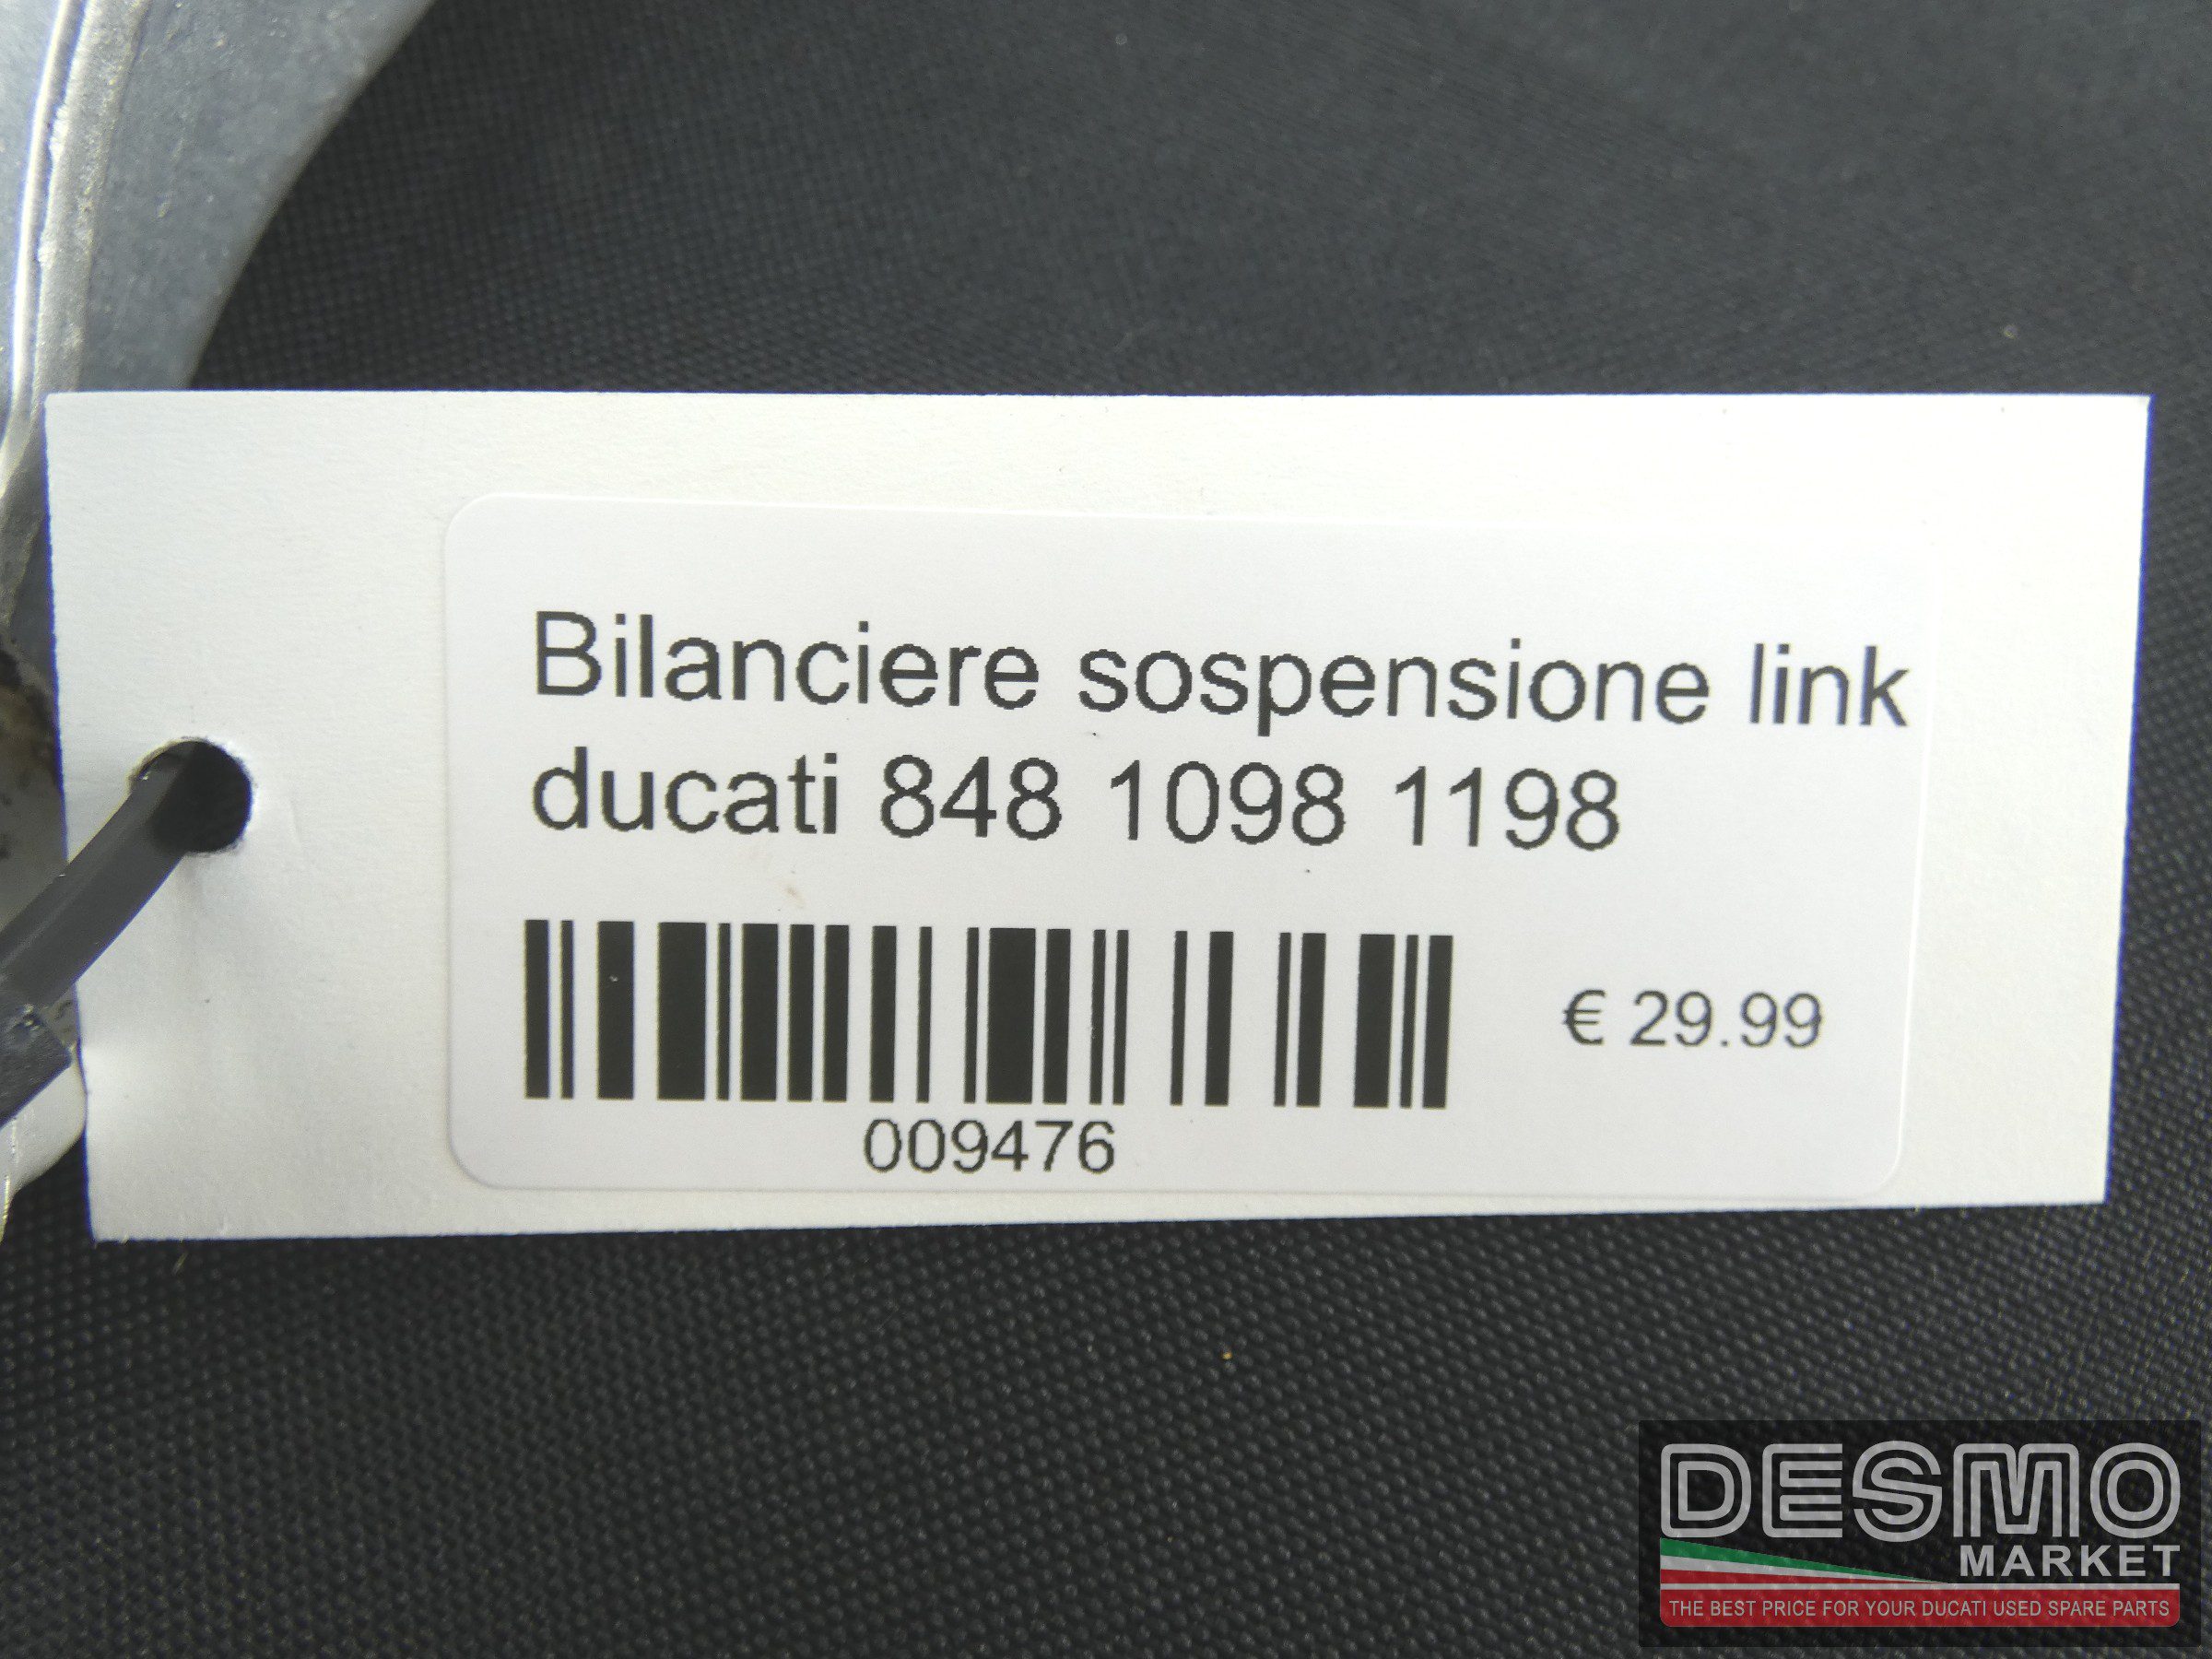 Bilanciere sospensione link
ducati 848 1098 1198
€ 29.99
009476
DESMO
MARKET
THE BEST PRICE FOR YOUR DUCATI USED SPARE PARTS